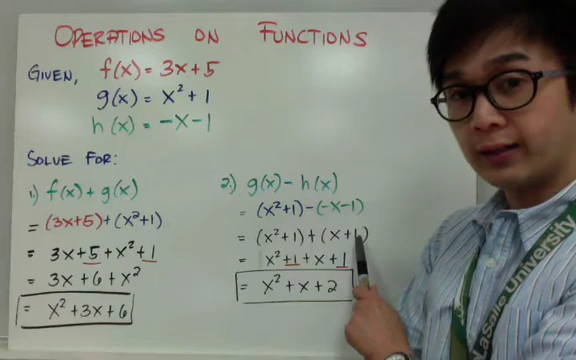 OPERATIONS ON FUNCTIONS
GIVEN, f(x) = 3x + 5
g(x) = x² + 1
h(x) = -x - 1
SOLVE FOR:
1.) f(x) + g(x)
= (3x+5) + (x²+1)
= 3x + 5 + x² + 1
= 3x + 6 + x²
= x² + 3x + 6
2.) g(x) - h(x)
= (x²+1) - (-x-1)
= (x²+1) + (x+1)
= x² + 1 + x + 1
= x² + x + 2
LaSalle University